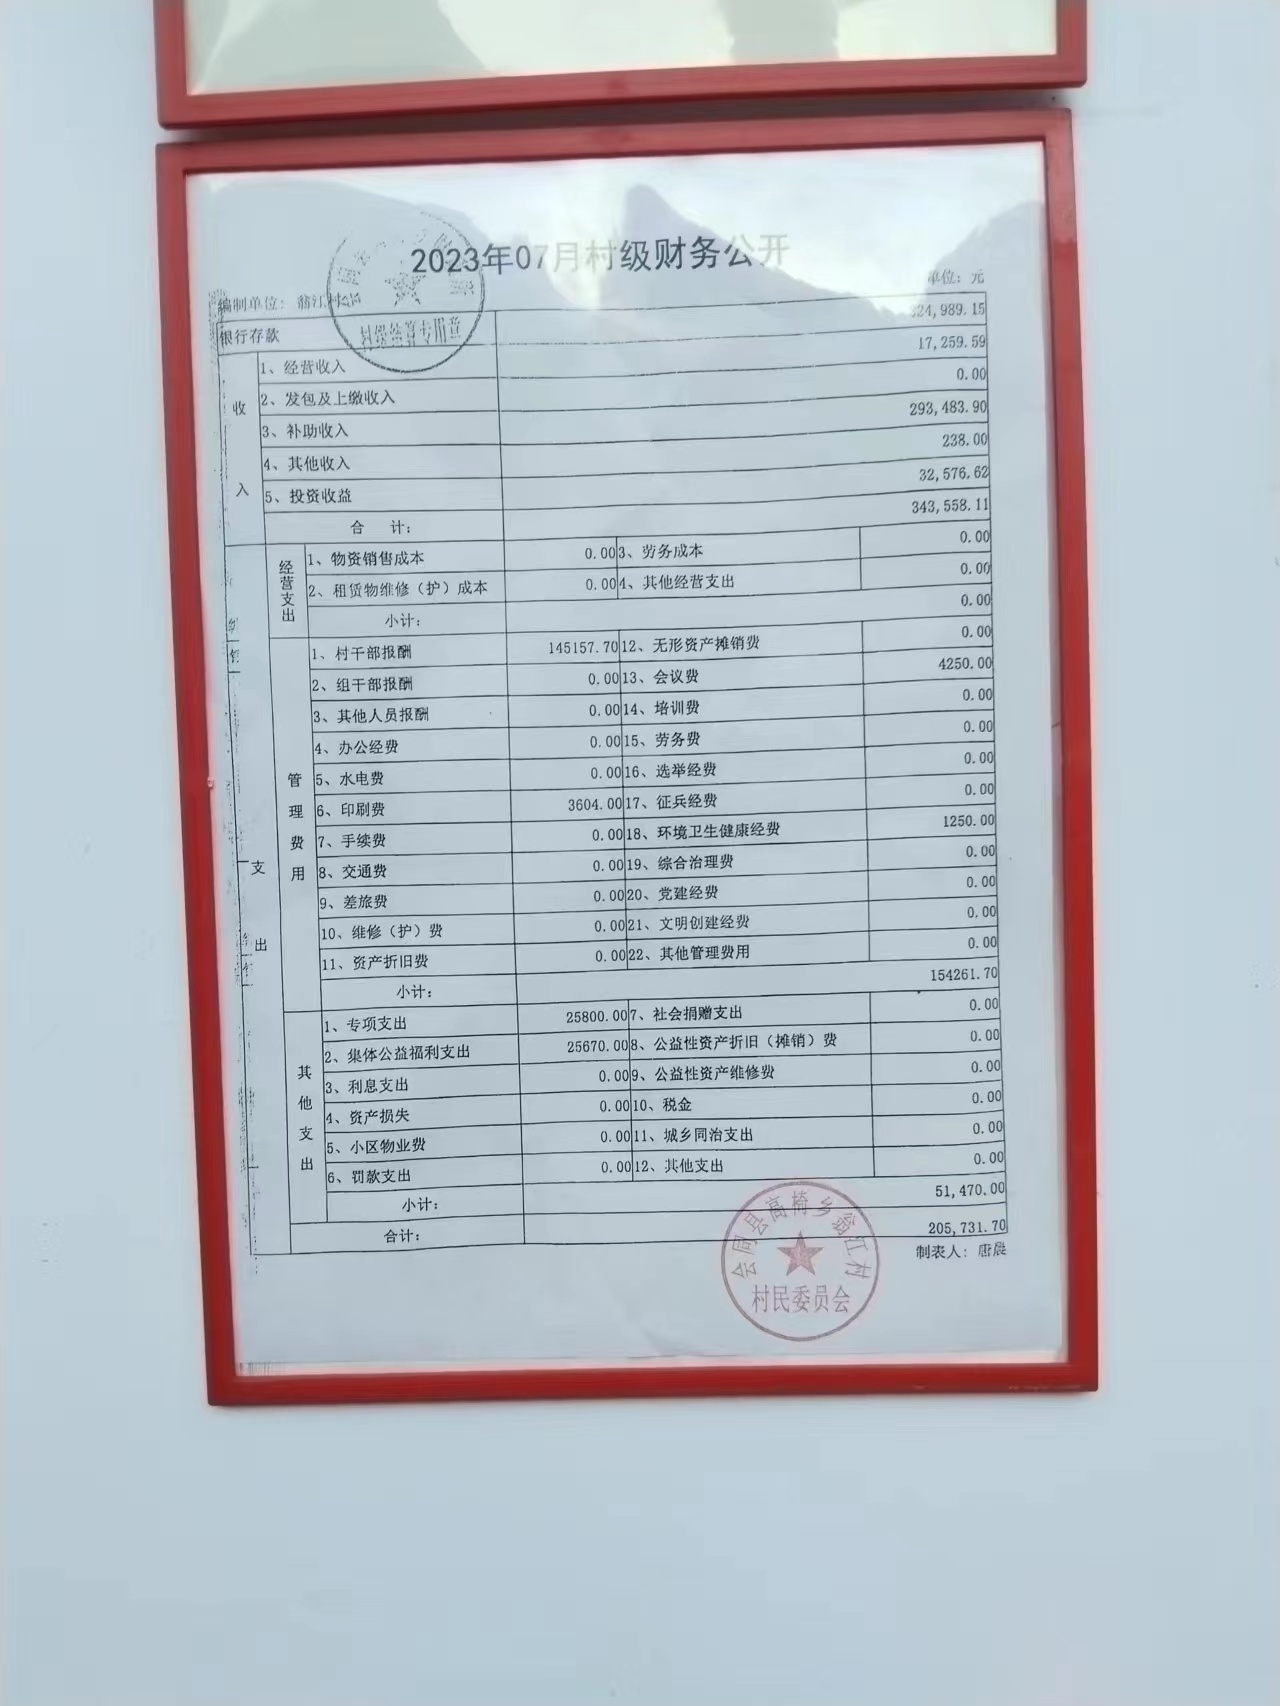 2023年07月村级财务公开
编制单位：翁江村
单位：元
银行存款 24,989.15
收入
1、经营收入 17,259.59
2、发包及上缴收入 0.00
3、补助收入 293,483.90
4、其他收入 238.00
5、投资收益 32,576.62
合 计： 343,558.11
支出
经营支出
1、物资销售成本 0.00 3、劳务成本 0.00
2、租赁物维修（护）成本 0.00 4、其他经营支出 0.00
小计： 0.00
管理费用
1、村干部报酬 145157.70 12、无形资产摊销费 0.00
2、组干部报酬 0.00 13、会议费 4250.00
3、其他人员报酬 0.00 14、培训费 0.00
4、办公经费 0.00 15、劳务费 0.00
5、水电费 0.00 16、选举经费 0.00
6、印刷费 3604.00 17、征兵经费 0.00
7、手续费 0.00 18、环境卫生健康经费 1250.00
8、交通费 0.00 19、综合治理费 0.00
9、差旅费 0.00 20、党建经费 0.00
10、维修（护）费 0.00 21、文明创建经费 0.00
11、资产折旧费 0.00 22、其他管理费用 0.00
小计： 154261.70
其他支出
1、专项支出 25800.00 7、社会捐赠支出 0.00
2、集体公益福利支出 25670.00 8、公益性资产折旧（摊销）费 0.00
3、利息支出 0.00 9、公益性资产维修费 0.00
4、资产损失 0.00 10、税金 0.00
5、小区物业费 0.00 11、城乡同治支出 0.00
6、罚款支出 0.00 12、其他支出 0.00
小计： 51,470.00
合计： 205,731.70
制表人：唐晨
会同县高椅乡翁江村
村民委员会